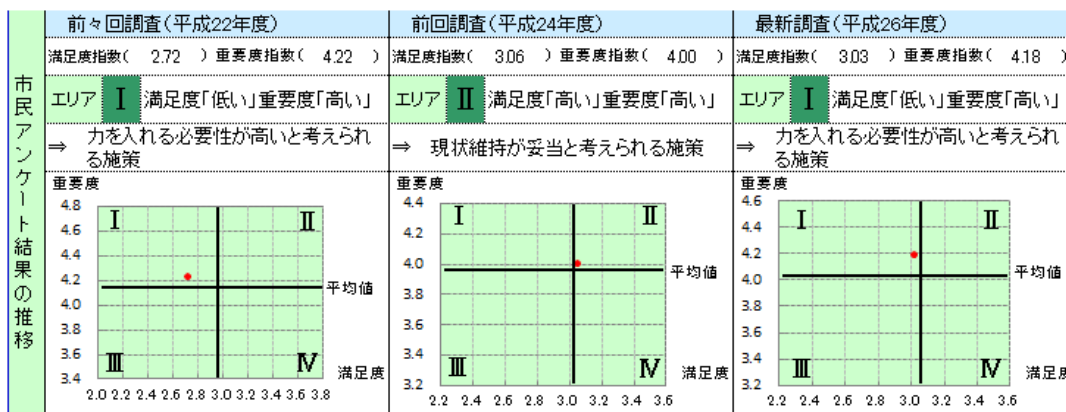 市民アンケート結果の推移
前々回調査(平成22年度)
満足度指数( 2.72 ) 重要度指数( 4.22 )
エリア Ⅰ 満足度「低い」重要度「高い」
⇒ 力を入れる必要性が高いと考えられ
る施策
重要度
4.8
4.6
4.4
4.2
4.0
3.8
3.6
3.4
Ⅰ Ⅱ
平均値
Ⅲ Ⅳ
満足度
2.0 2.2 2.4 2.6 2.8 3.0 3.2 3.4 3.6 3.8
前回調査(平成24年度)
満足度指数( 3.06 ) 重要度指数( 4.00 )
エリア Ⅱ 満足度「高い」重要度「高い」
⇒ 現状維持が妥当と考えられる施策
重要度
4.4
4.2
4.0
3.8
3.6
3.4
3.2
Ⅰ Ⅱ
平均値
Ⅲ Ⅳ
満足度
2.2 2.4 2.6 2.8 3.0 3.2 3.4 3.6
最新調査(平成26年度)
満足度指数( 3.03 ) 重要度指数( 4.18 )
エリア Ⅰ 満足度「低い」重要度「高い」
⇒ 力を入れる必要性が高いと考えられ
る施策
重要度
4.6
4.4
4.2
4.0
3.8
3.6
3.4
3.2
Ⅰ Ⅱ
平均値
Ⅲ Ⅳ
満足度
2.2 2.4 2.6 2.8 3.0 3.2 3.4 3.6